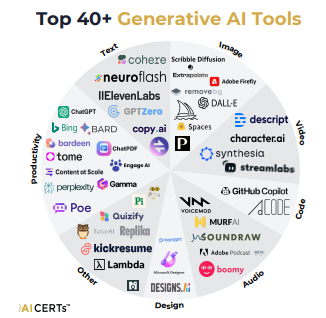 Top 40+ Generative AI Tools
Text
Image
Video
Code
Audio
Design
Other
Productivity
cohere
neuroflash
IIElevenLabs
GPTZero
copy.ai
Scribble Diffusion
Extrapolate
Adobe Firefly
removebg
DALL·E
Spaces
P
descript
character.ai
synthesia
streamlabs
GitHub Copilot
AICODE
VOICEMOD
MURF.AI
SOUNDRAW
Adobe Podcast
boomy
GreenGPT
Microsoft Designer
DESIGNS.AI
Pi
Quizify
TutorAI
Replika
kickresume
Lambda
ChatGPT
Bing
BARD
bardeen
ChatPDF
tome
Engage AI
Content at Scale
perplexity
Gamma
Poe
AI CERTs™